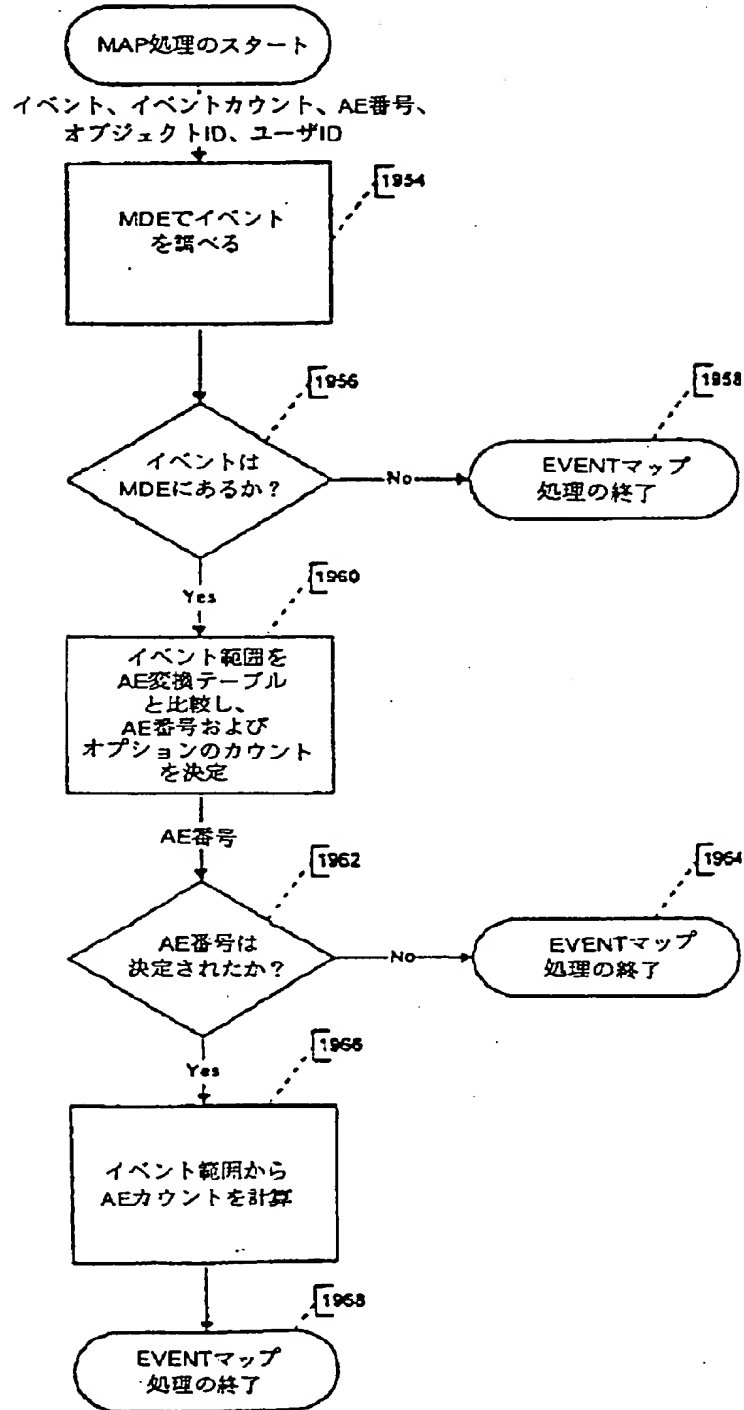 MAP処理のスタート
イベント、イベントカウント、AE番号、
オブジェクトID、ユーザID
1954
MDEでイベント
を調べる
1956
イベントは
MDEにあるか？
No
1958
EVENTマップ
処理の終了
Yes
1960
イベント範囲を
AE変換テーブル
と比較し、
AE番号および
オプションのカウント
を決定
AE番号
1962
AE番号は
決定されたか？
No
1964
EVENTマップ
処理の終了
Yes
1966
イベント範囲から
AEカウントを計算
1968
EVENTマップ
処理の終了